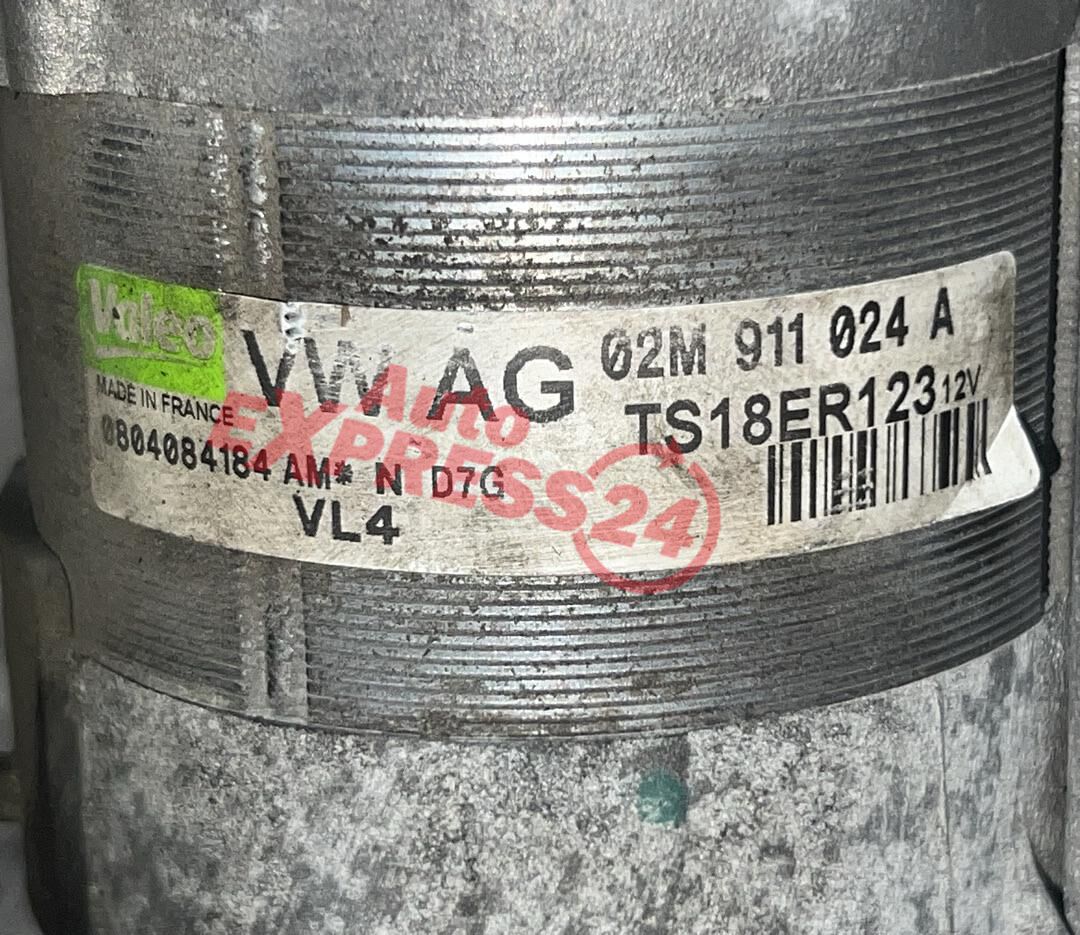 Valeo
VW AG
02M 911 024 A
MADE IN FRANCE
TS18ER123 12V
0804084184 AM* N D7G
VL4
Auto
EXPRESS24